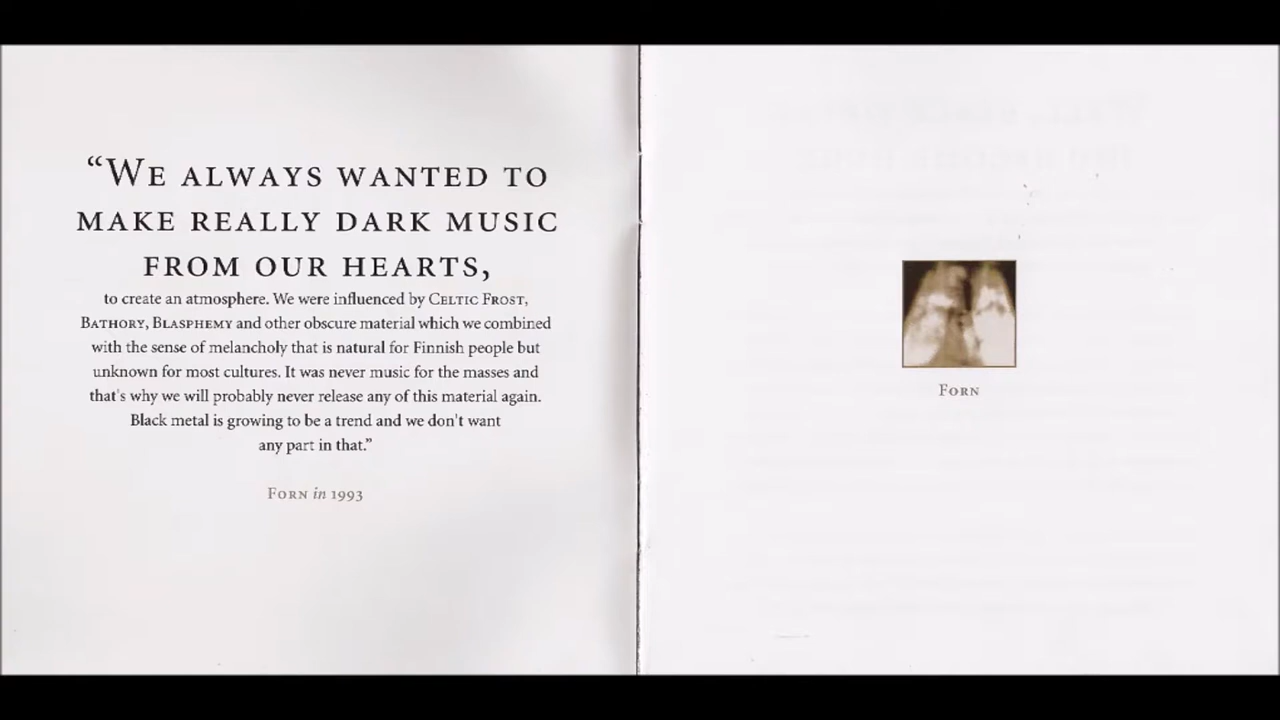 “We always wanted to
make really dark music
from our hearts,
to create an atmosphere. We were influenced by Celtic Frost,
Bathory, Blasphemy and other obscure material which we combined
with the sense of melancholy that is natural for Finnish people but
unknown for most cultures. It was never music for the masses and
that's why we will probably never release any of this material again.
Black metal is growing to be a trend and we don't want
any part in that.”
Forn in 1993
Forn